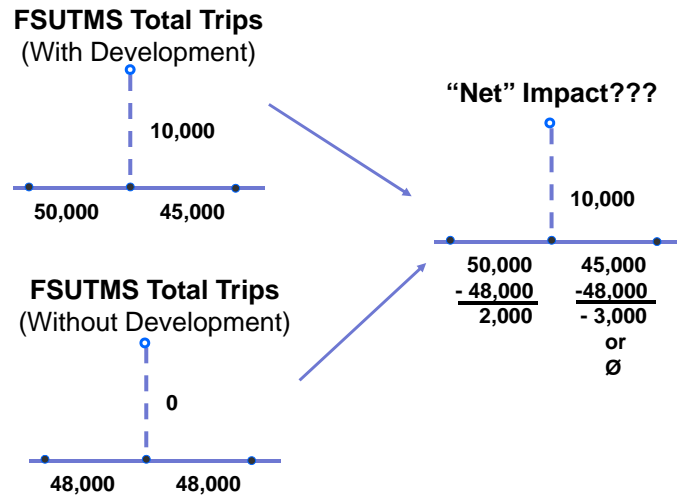 FSUTMS Total Trips
(With Development)
10,000
50,000 45,000
FSUTMS Total Trips
(Without Development)
0
48,000 48,000
“Net” Impact???
10,000
50,000 45,000
- 48,000 -48,000
2,000 - 3,000
or
Ø